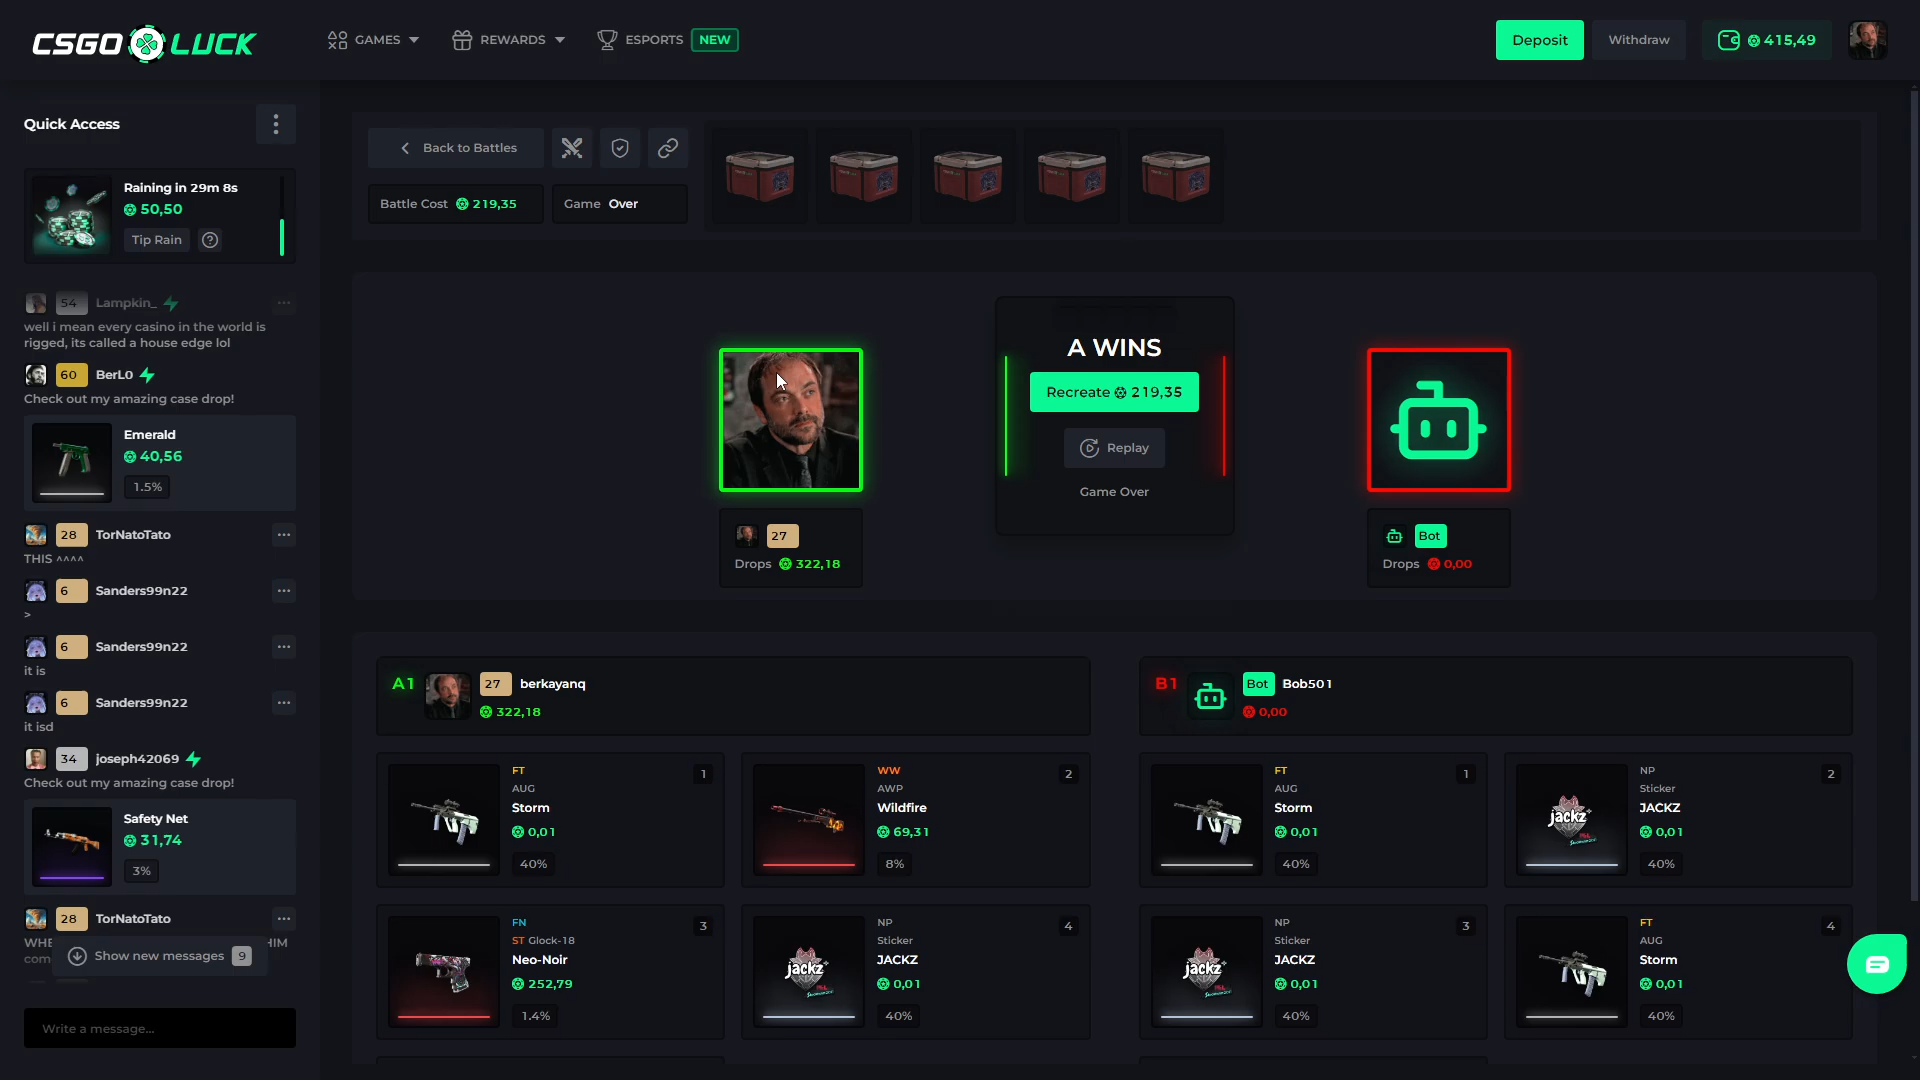 CSGO LUCK
GAMES
REWARDS
ESPORTS NEW
Deposit
Withdraw
415,49
Quick Access
Raining in 29m 8s
50,50
Tip Rain
54 Lampkin_
well i mean every casino in the world is
rigged, its called a house edge lol
60 BerL0
Check out my amazing case drop!
Emerald
40,56
1.5%
28 TorNatoTato
THIS ^^^^
6 Sanders99n22
>
6 Sanders99n22
it is
6 Sanders99n22
it isd
34 joseph42069
Check out my amazing case drop!
Safety Net
31,74
3%
28 TorNatoTato
Show new messages 9
Write a message...
Back to Battles
Battle Cost 219,35
Game Over
A WINS
Recreate 219,35
Replay
Game Over
27
Drops 322,18
Bot
Drops 0,00
A1 27 berkayanq
322,18
FT
AUG
Storm
0,01
40%
1
WW
AWP
Wildfire
69,31
8%
2
FN
ST Glock-18
Neo-Noir
252,79
1.4%
3
NP
Sticker
JACKZ
0,01
40%
4
jackz
B1 Bot Bob501
0,00
FT
AUG
Storm
0,01
40%
1
NP
Sticker
JACKZ
0,01
40%
2
jackz
NP
Sticker
JACKZ
0,01
40%
3
jackz
FT
AUG
Storm
0,01
40%
4